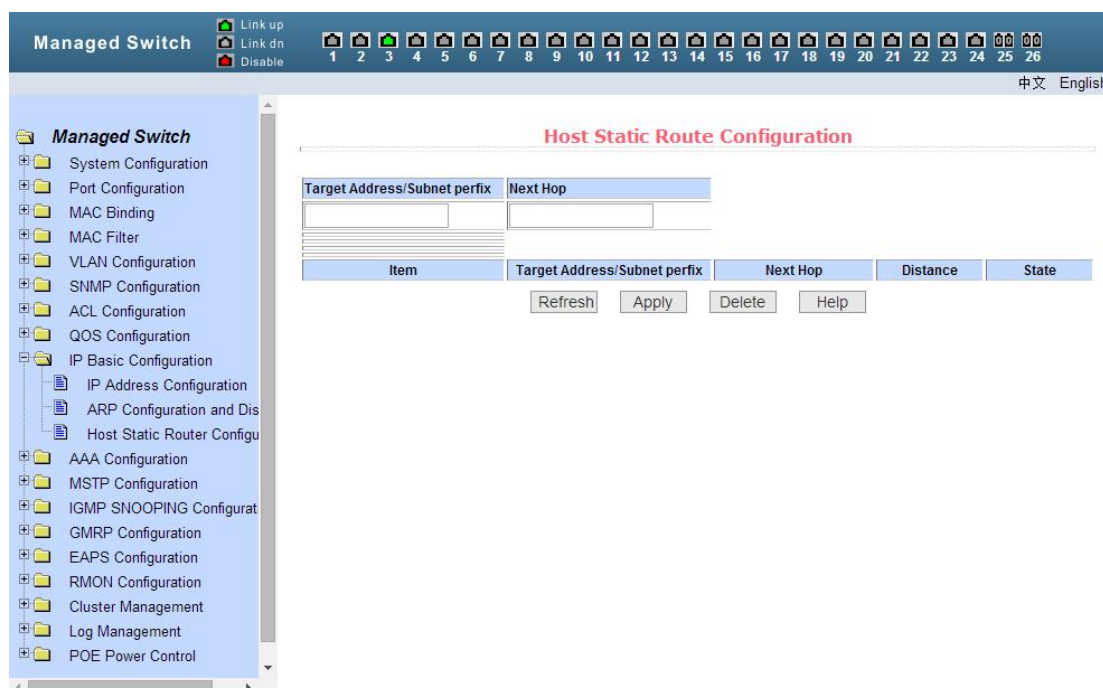 Managed Switch
Link up
Link dn
Disable
1 2 3 4 5 6 7 8 9 10 11 12 13 14 15 16 17 18 19 20 21 22 23 24 25 26
中文 English
Managed Switch
System Configuration
Port Configuration
MAC Binding
MAC Filter
VLAN Configuration
SNMP Configuration
ACL Configuration
QOS Configuration
IP Basic Configuration
IP Address Configuration
ARP Configuration and Dis
Host Static Router Configu
AAA Configuration
MSTP Configuration
IGMP SNOOPING Configurat
GMRP Configuration
EAPS Configuration
RMON Configuration
Cluster Management
Log Management
POE Power Control
Host Static Route Configuration
Target Address/Subnet perfix Next Hop
Item Target Address/Subnet perfix Next Hop Distance State
Refresh Apply Delete Help